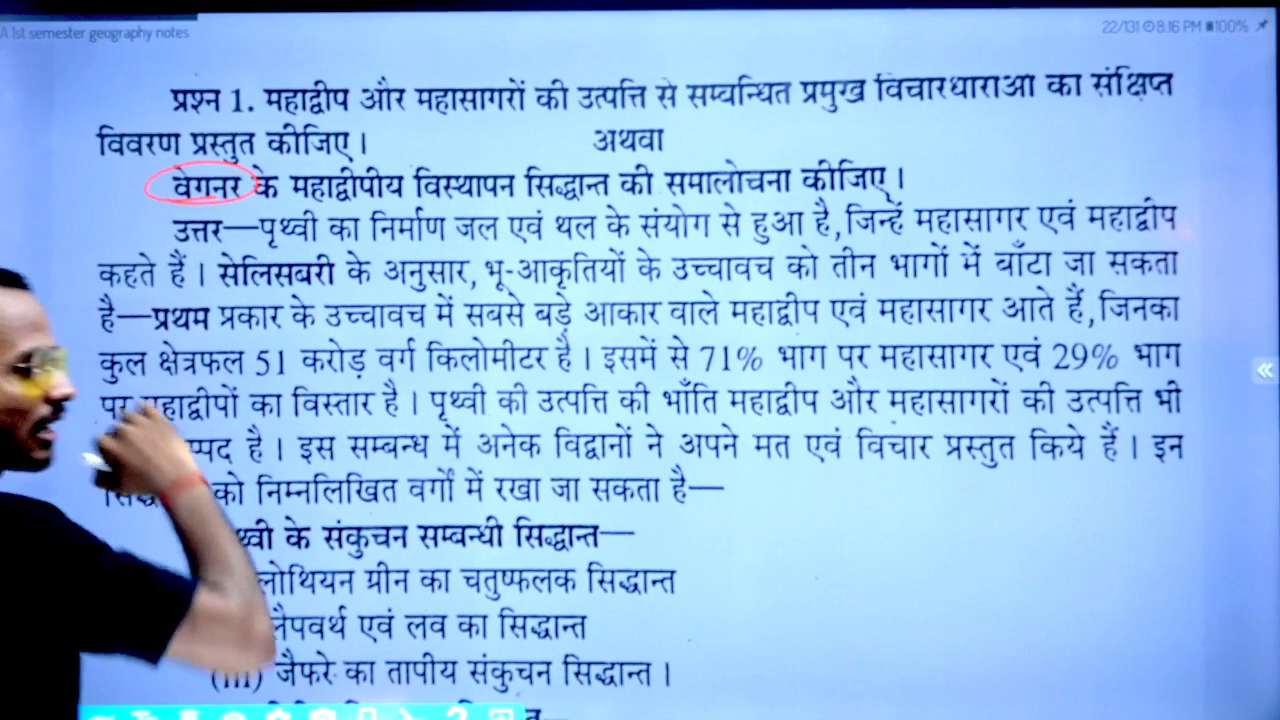 A 1st semester geography notes
22/131 8:16 PM 100%
प्रश्न 1. महाद्वीप और महासागरों की उत्पत्ति से सम्बन्धित प्रमुख विचारधाराओं का संक्षिप्त
विवरण प्रस्तुत कीजिए। अथवा
वेगनर के महाद्वीपीय विस्थापन सिद्धान्त की समालोचना कीजिए।
उत्तर—पृथ्वी का निर्माण जल एवं थल के संयोग से हुआ है, जिन्हें महासागर एवं महाद्वीप
कहते हैं। सेलिसबरी के अनुसार, भू-आकृतियों के उच्चावच को तीन भागों में बाँटा जा सकता
है—प्रथम प्रकार के उच्चावच में सबसे बड़े आकार वाले महाद्वीप एवं महासागर आते हैं, जिनका
कुल क्षेत्रफल 51 करोड़ वर्ग किलोमीटर है। इसमें से 71% भाग पर महासागर एवं 29% भाग
पर महाद्वीपों का विस्तार है। पृथ्वी की उत्पत्ति की भाँति महाद्वीप और महासागरों की उत्पत्ति भी
है। इस सम्बन्ध में अनेक विद्वानों ने अपने मत एवं विचार प्रस्तुत किये हैं। इन
को निम्नलिखित वर्गों में रखा जा सकता है—
के संकुचन सम्बन्धी सिद्धान्त—
लोथियन ग्रीन का चतुष्फलक सिद्धान्त
एवं लव का सिद्धान्त
(iii) जैफरे का तापीय संकुचन सिद्धान्त।